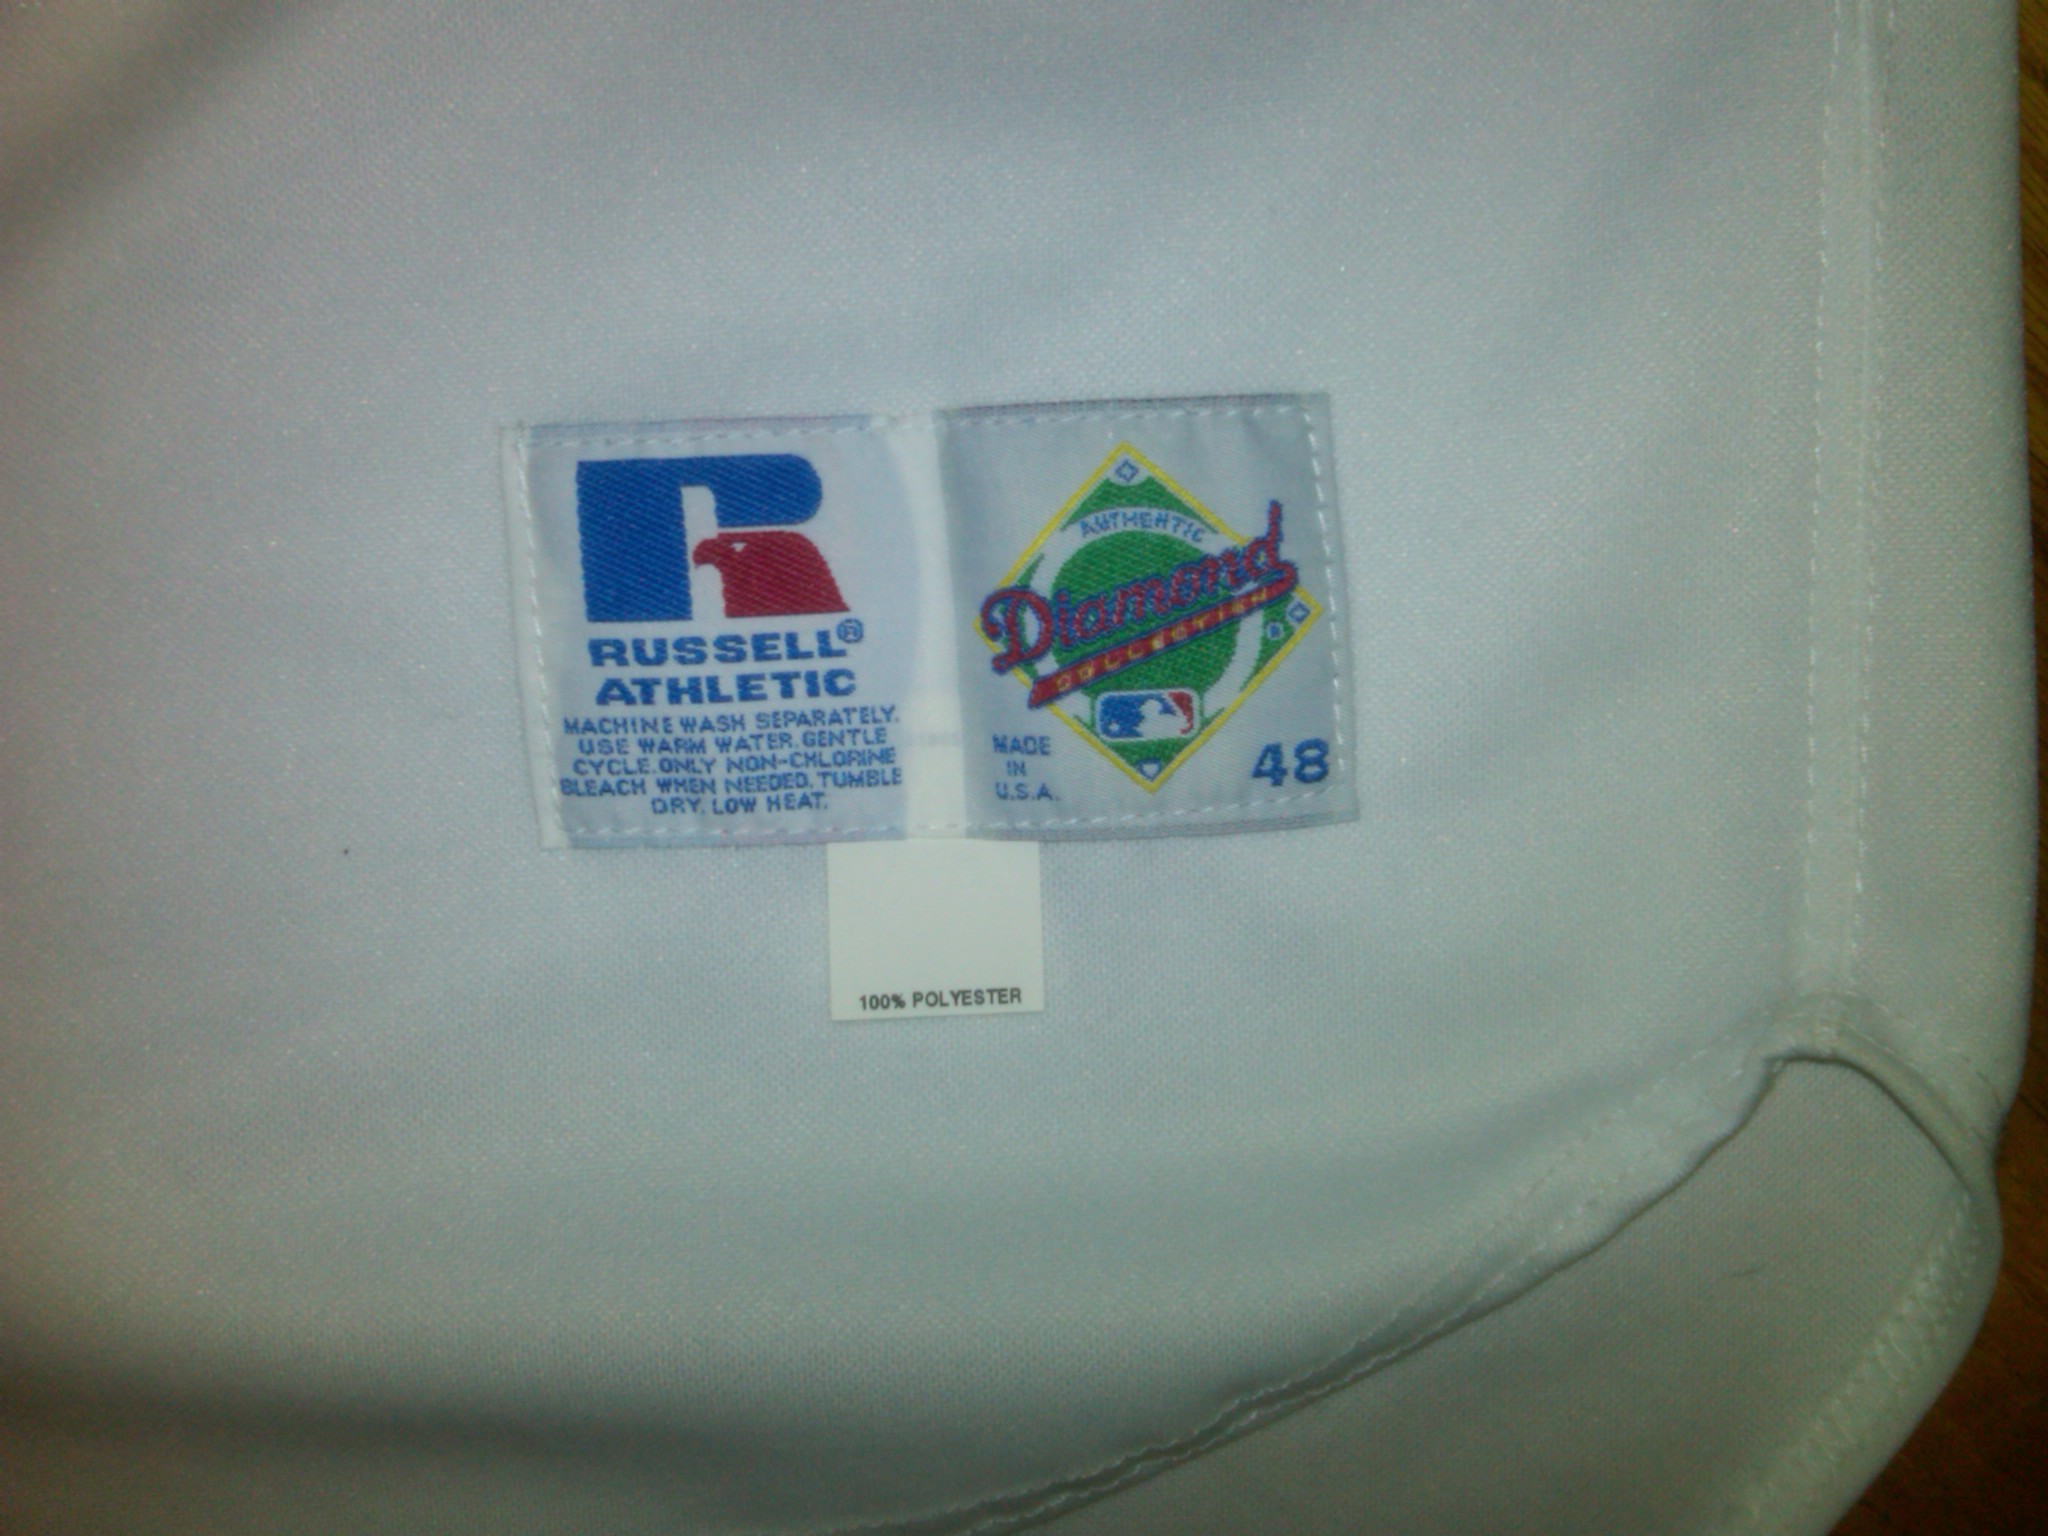 RUSSELL®
ATHLETIC
MACHINE WASH SEPARATELY.
USE WARM WATER. GENTLE
CYCLE. ONLY NON-CHLORINE
BLEACH WHEN NEEDED. TUMBLE
DRY. LOW HEAT.
AUTHENTIC
Diamond
COLLECTION
MADE
IN
U.S.A.
48
100% POLYESTER